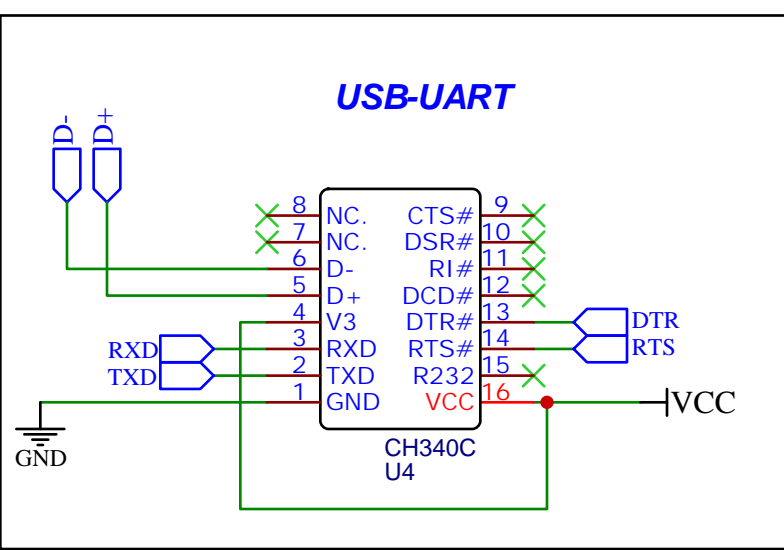 USB-UART
D-
D+
8 NC. CTS# 9
7 NC. DSR# 10
6 D- RI# 11
5 D+ DCD# 12
4 V3 DTR# 13 DTR
RXD 3 RXD RTS# 14 RTS
TXD 2 TXD R232 15
1 GND VCC 16 VCC
GND
CH340C
U4